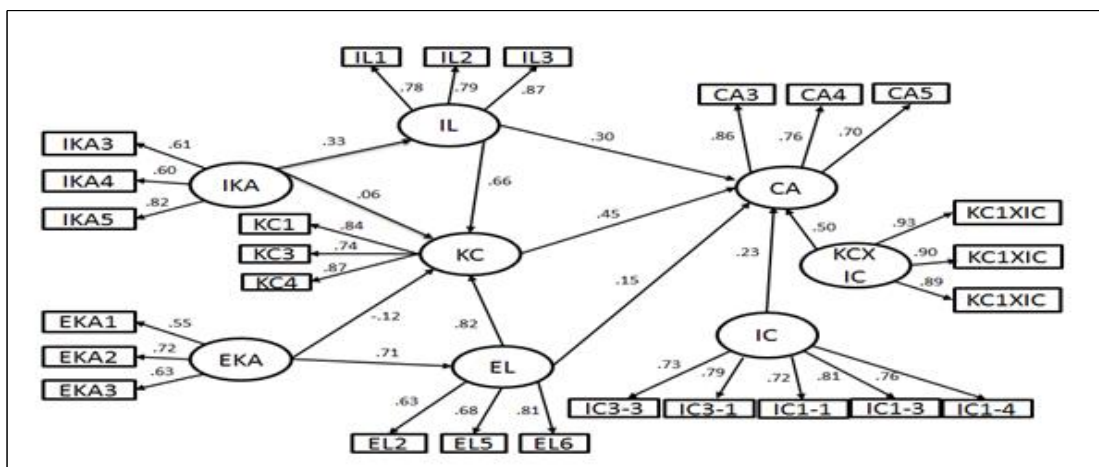 IL1 IL2 IL3
.78 .79 .87
IL
CA3 CA4 CA5
.86 .76 .70
CA
IKA3
IKA4
IKA5
.61
.60
.82
IKA
.33
.06
.66
.30
.45
KC1
KC3
KC4
.84
.74
.87
KC
.50
.23
.15
KCX
IC
.93
.90
.89
KC1XIC
KC1XIC
KC1XIC
EKA1
EKA2
EKA3
.55
.72
.63
EKA
-.12
.71
.82
EL
.63 .68 .81
EL2 EL5 EL6
IC
.73 .79 .72 .81 .76
IC3-3 IC3-1 IC1-1 IC1-3 IC1-4